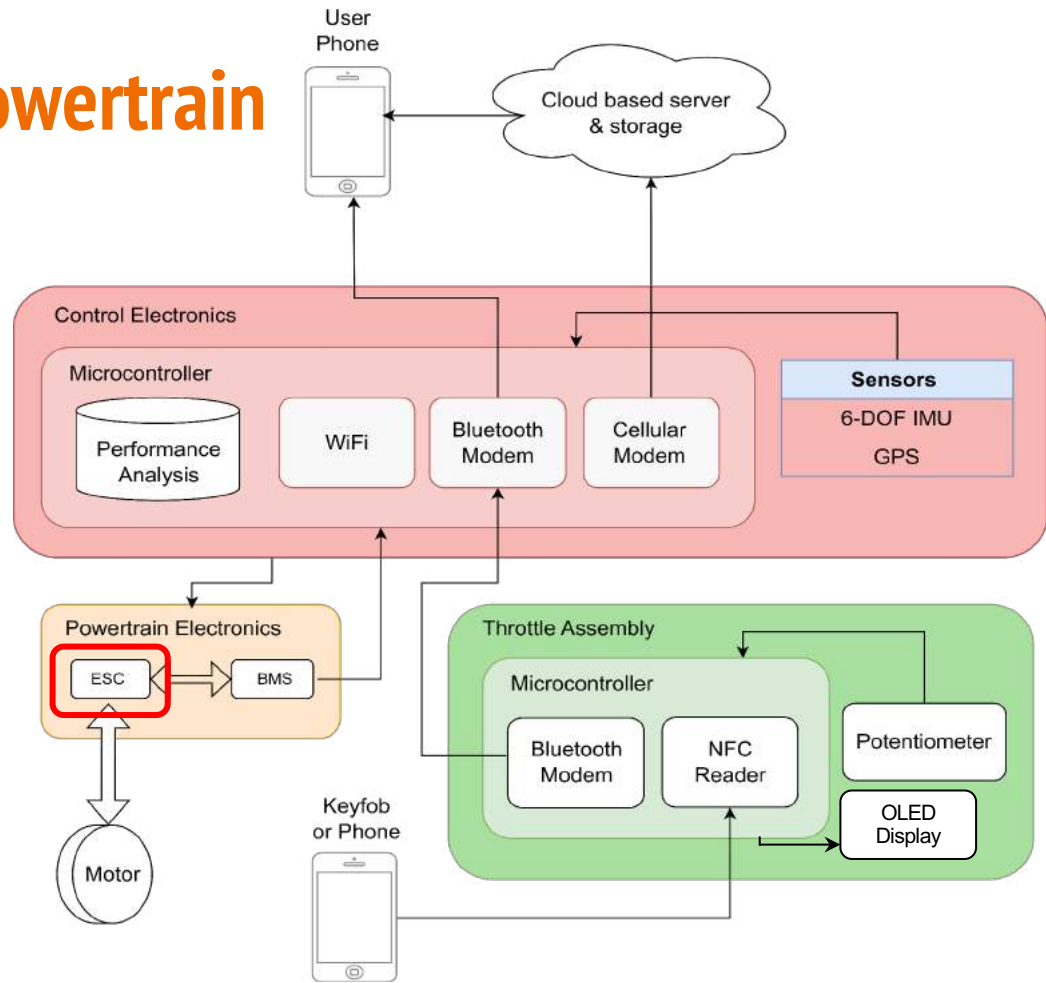 User
Phone
owertrain
Cloud based server
& storage
Control Electronics
Microcontroller
Performance
Analysis
WiFi
Bluetooth
Modem
Cellular
Modem
Sensors
6-DOF IMU
GPS
Powertrain Electronics
ESC
BMS
Motor
Throttle Assembly
Microcontroller
Bluetooth
Modem
NFC
Reader
Potentiometer
OLED
Display
Keyfob
or Phone